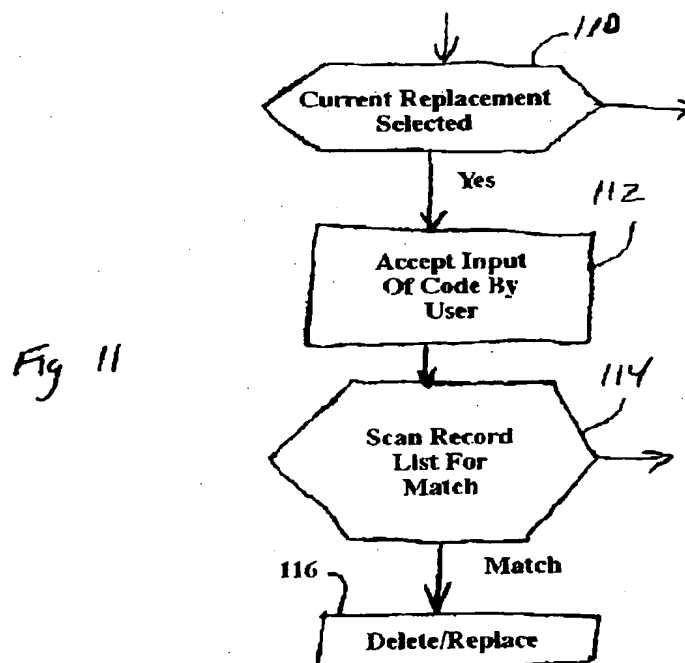 110
Current Replacement
Selected
Yes
112
Accept Input
Of Code By
User
Fig 11
114
Scan Record
List For
Match
Match
116
Delete/Replace